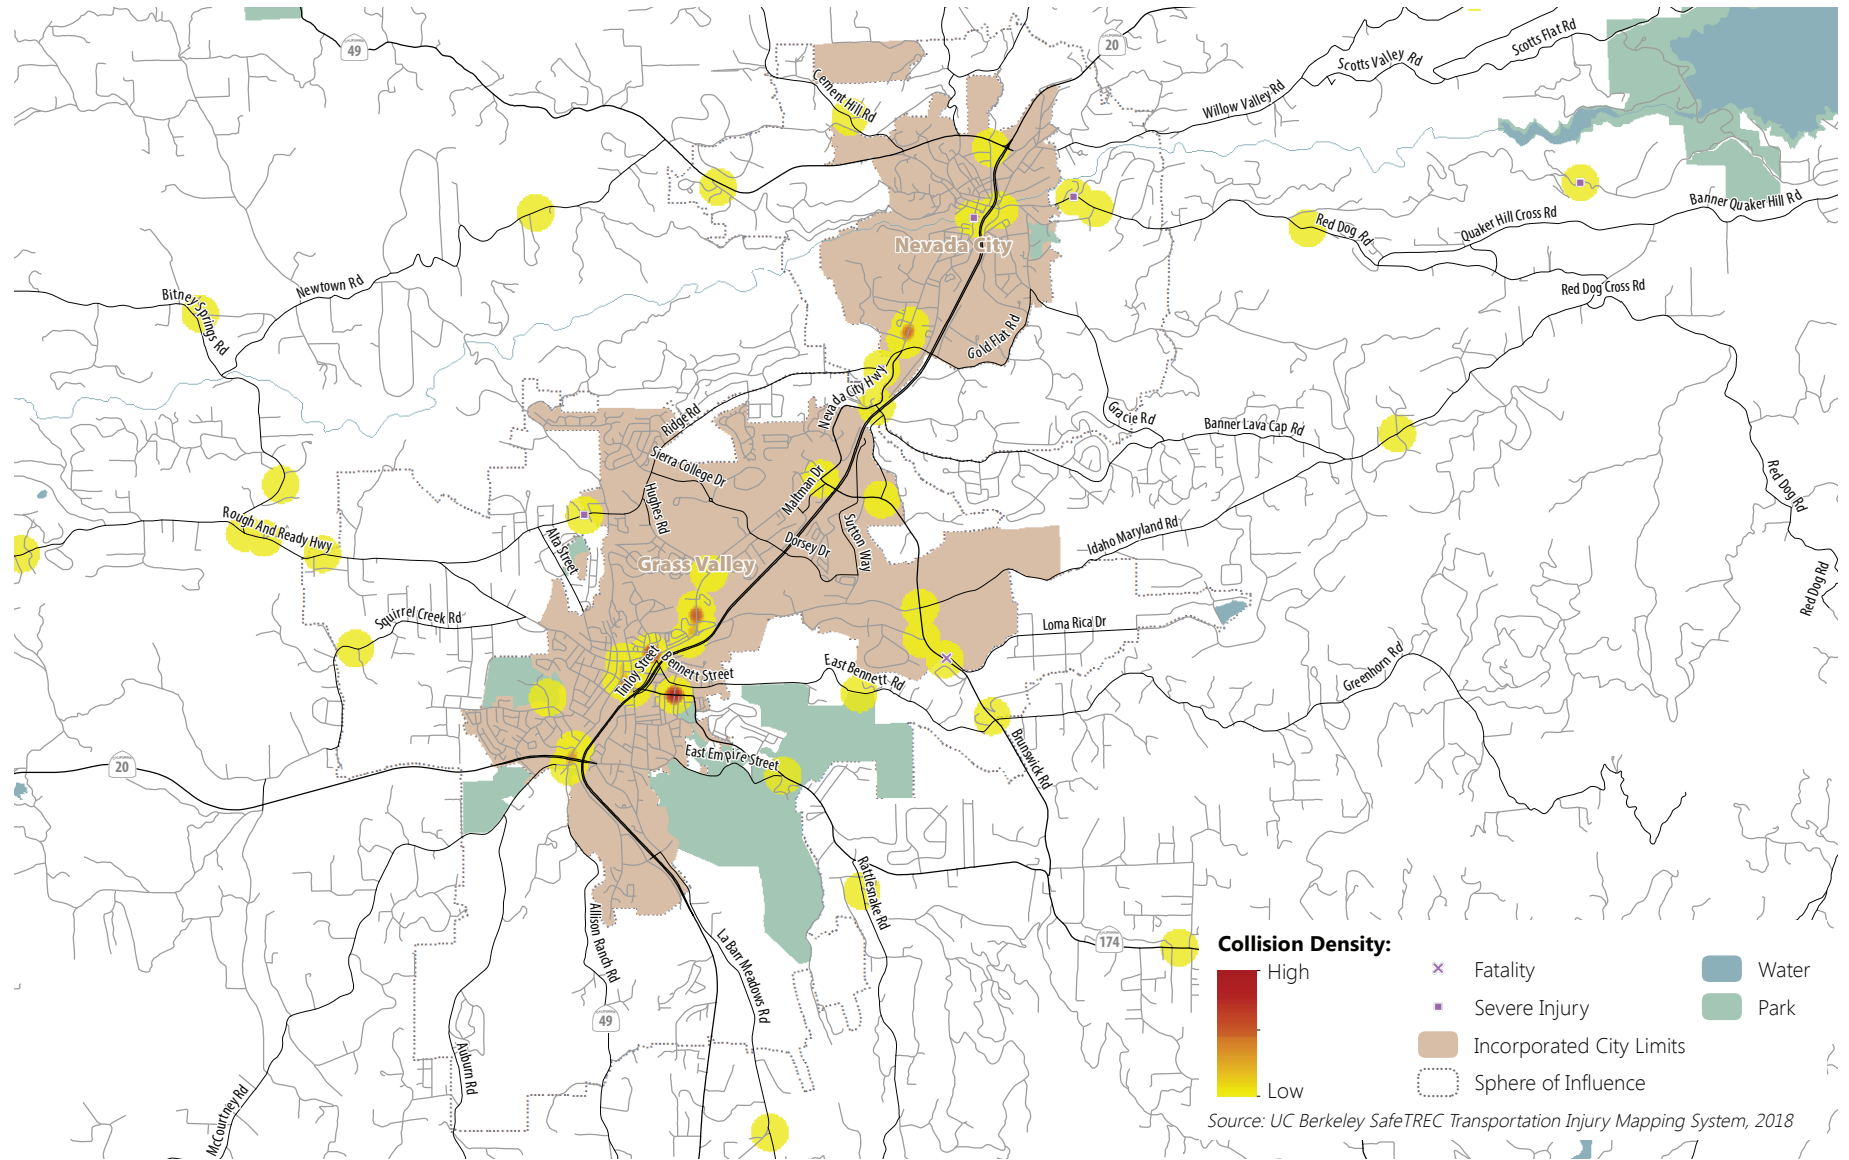 49
CALIFORNIA
20
Scotts Flat Rd
Scotts Valley Rd
Willow Valley Rd
Cement Hill Rd
Banner Quaker Hill Rd
Quaker Hill Cross Rd
Red Dog Rd
Nevada City
Red Dog Cross Rd
Newtown Rd
Bitney Springs Rd
Gold Flat Rd
Nevada City Hwy
Ridge Rd
Gracie Rd
Banner Lava Cap Rd
Sierra College Dr
Maltman Dr
Hughes Rd
Red Dog Rd
Rough And Ready Hwy
Alta Street
Sutton Way
Dorsey Dr
Idaho Maryland Rd
Grass Valley
Red Dog Rd
Squirrel Creek Rd
Loma Rica Dr
Tinloy Street
Bennett Street
East Bennett Rd
Greenhorn Rd
Brunswick Rd
East Empire Street
20
Rattlesnake Rd
Allison Ranch Rd
La Barr Meadows Rd
174
49
Auburn Rd
McCourtney Rd
Collision Density:
High
Low
Fatality
Severe Injury
Incorporated City Limits
Sphere of Influence
Water
Park
Source: UC Berkeley SafeTREC Transportation Injury Mapping System, 2018